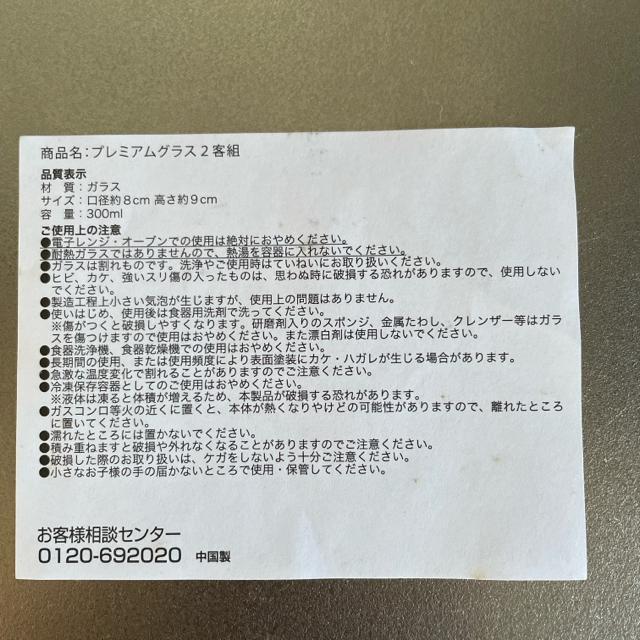 商品名：プレミアムグラス２客組
品質表示
材　質：ガラス
サイズ：口径約８cm 高さ約９cm
容　量：300ml
ご使用上の注意
●電子レンジ・オーブンでの使用は絶対におやめください。
●耐熱ガラスではありませんので、熱湯を容器に入れないでください。
●ガラスは割れものです。洗浄やご使用時はていねいにお取り扱いください。
●ヒビ、カケ、強いスリ傷の入ったものは、思わぬ時に破損する恐れがありますので、使用しない
でください。
●製造工程上小さい気泡が生じますが、使用上の問題はありません。
●使いはじめ、使用後は食器用洗剤で洗ってください。
※傷がつくと破損しやすくなります。研磨剤入りのスポンジ、金属たわし、クレンザー等はガラ
スを傷つけますので使用はおやめください。また漂白剤は使用しないでください。
●食器洗浄機、食器乾燥機での使用はおやめください。
●長期間の使用、または使用頻度により表面塗装にカケ・ハガレが生じる場合があります。
●急激な温度変化で割れることがありますのでご注意ください。
●冷凍保存容器としてのご使用はおやめください。
※液体は凍ると体積が増えるため、本製品が破損する恐れがあります。
●ガスコンロ等火の近くに置くと、本体が熱くなりやけどの可能性がありますので、離れたところ
に置いてください。
●濡れたところには置かないでください。
●積み重ねますと破損や外れなくなることがありますのでご注意ください。
●破損した際のお取り扱いは、ケガをしないよう十分ご注意ください。
●小さなお子様の手の届かないところで使用・保管してください。
お客様相談センター
0120-692020 中国製